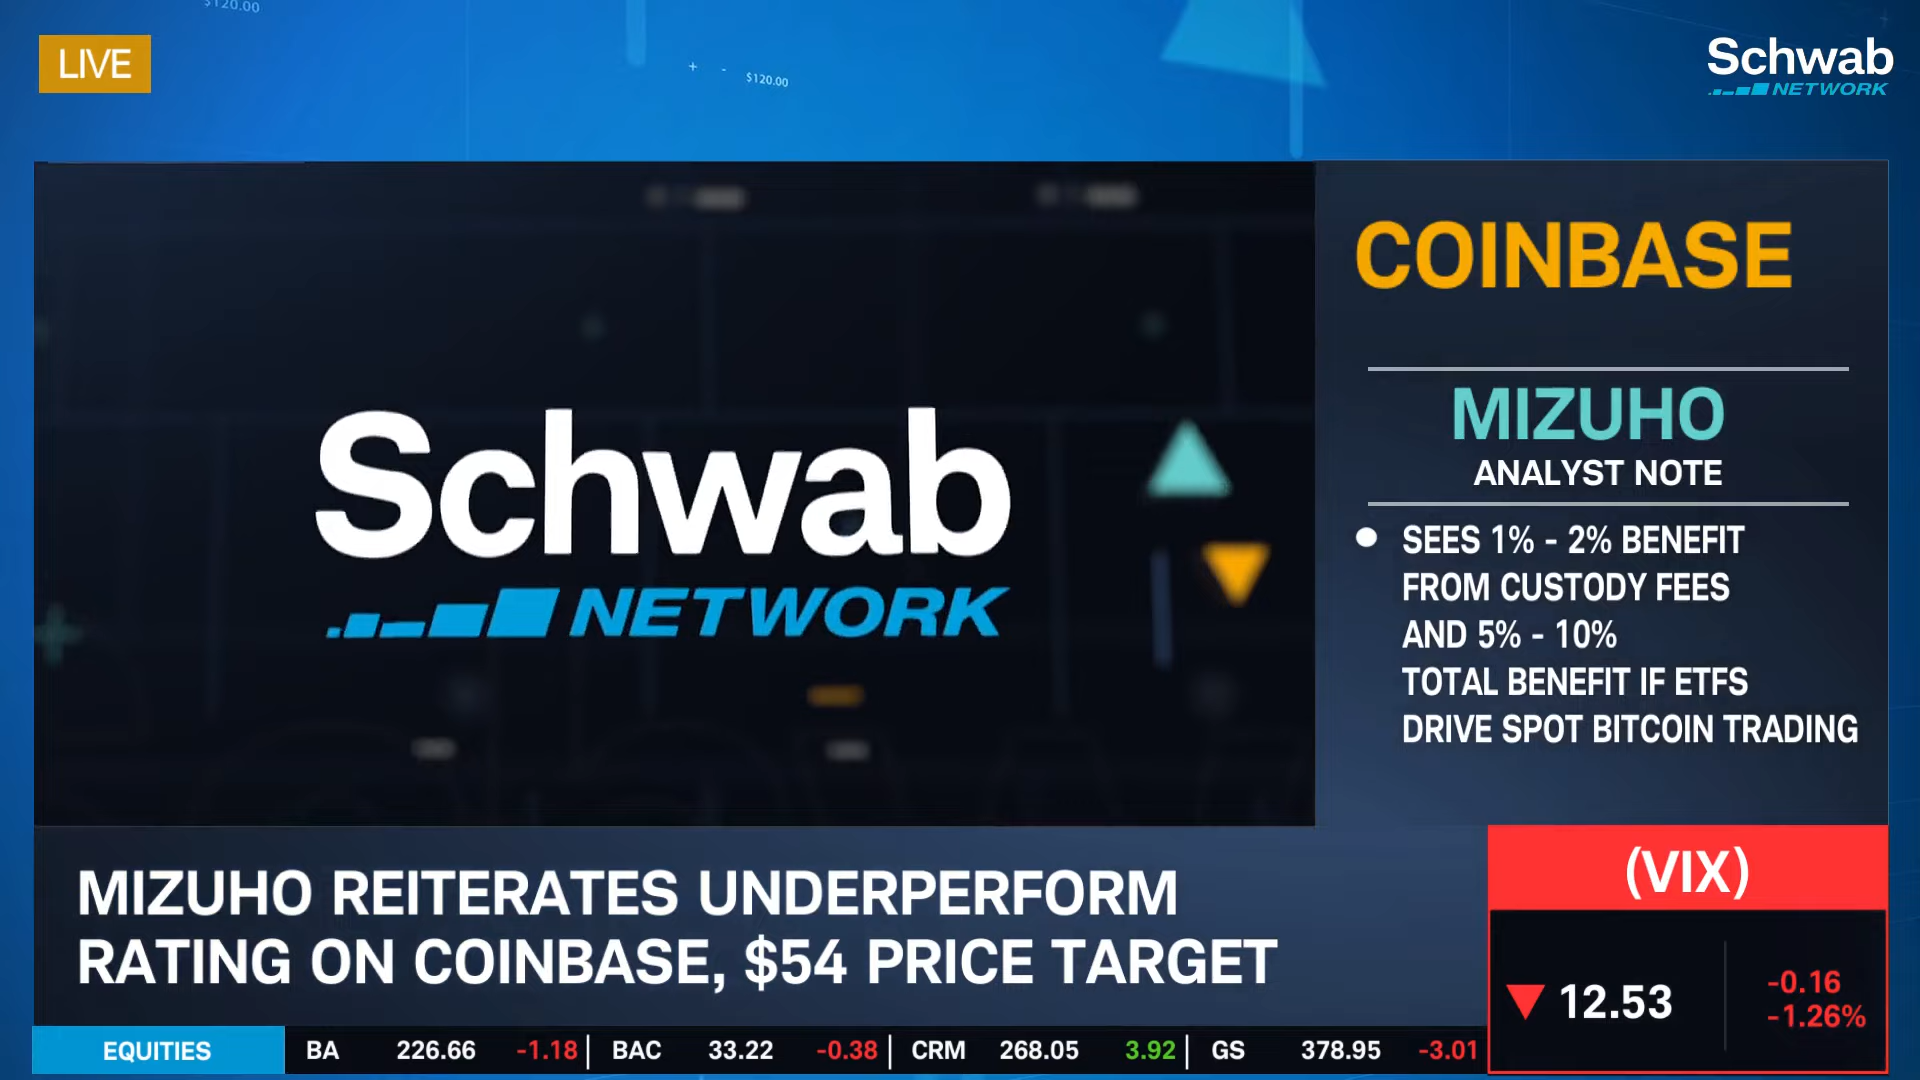 $120.00
LIVE
+ - $120.00
Schwab
NETWORK
Schwab
NETWORK
COINBASE
MIZUHO
ANALYST NOTE
● SEES 1% - 2% BENEFIT
FROM CUSTODY FEES
AND 5% - 10%
TOTAL BENEFIT IF ETFS
DRIVE SPOT BITCOIN TRADING
MIZUHO REITERATES UNDERPERFORM
RATING ON COINBASE, $54 PRICE TARGET
(VIX)
▼ 12.53
-0.16
-1.26%
EQUITIES BA 226.66 -1.18 | BAC 33.22 -0.38 | CRM 268.05 3.92 | GS 378.95 -3.01